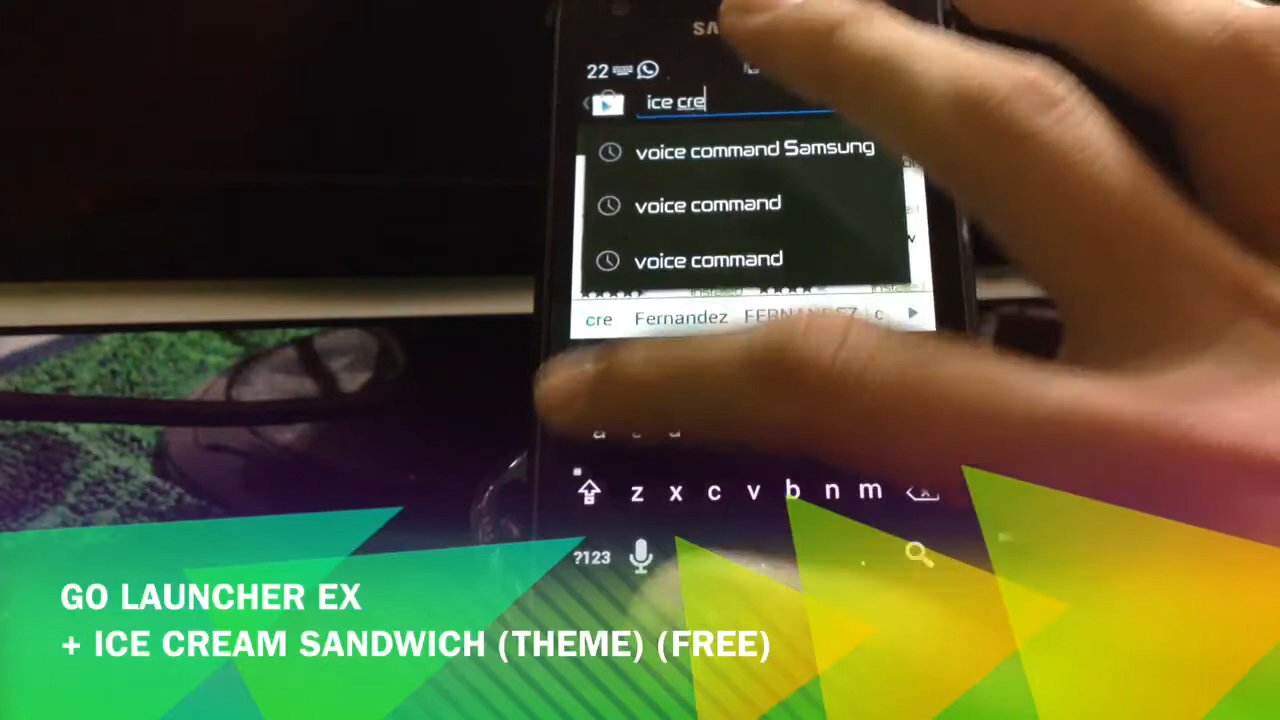 22
ice cre
voice command Samsung
voice command
voice command
cre Fernandez FERNANDEZ c
z x c v b n m
?123
GO LAUNCHER EX
+ ICE CREAM SANDWICH (THEME) (FREE)